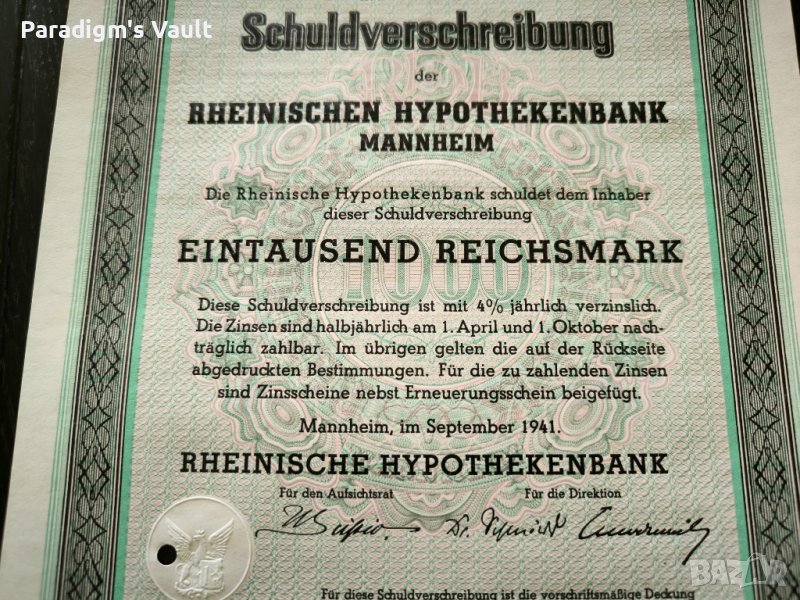 Paradigm's Vault
Schuldverschreibung
der
RHEINISCHEN HYPOTHEKENBANK
MANNHEIM
Die Rheinische Hypothekenbank schuldet dem Inhaber
dieser Schuldverschreibung
EINTAUSEND REICHSMARK
1000
Diese Schuldverschreibung ist mit 4% jährlich verzinslich.
Die Zinsen sind halbjährlich am 1. April und 1. Oktober nach-
träglich zahlbar. Im übrigen gelten die auf der Rückseite
abgedruckten Bestimmungen. Für die zu zahlenden Zinsen
sind Zinsscheine nebst Erneuerungsschein beigefügt.
Mannheim, im September 1941.
RHEINISCHE HYPOTHEKENBANK
Für den Aufsichtsrat Für die Direktion
Für diese Schuldverschreibung ist die vorschriftsmäßige Deckung
BAZAR